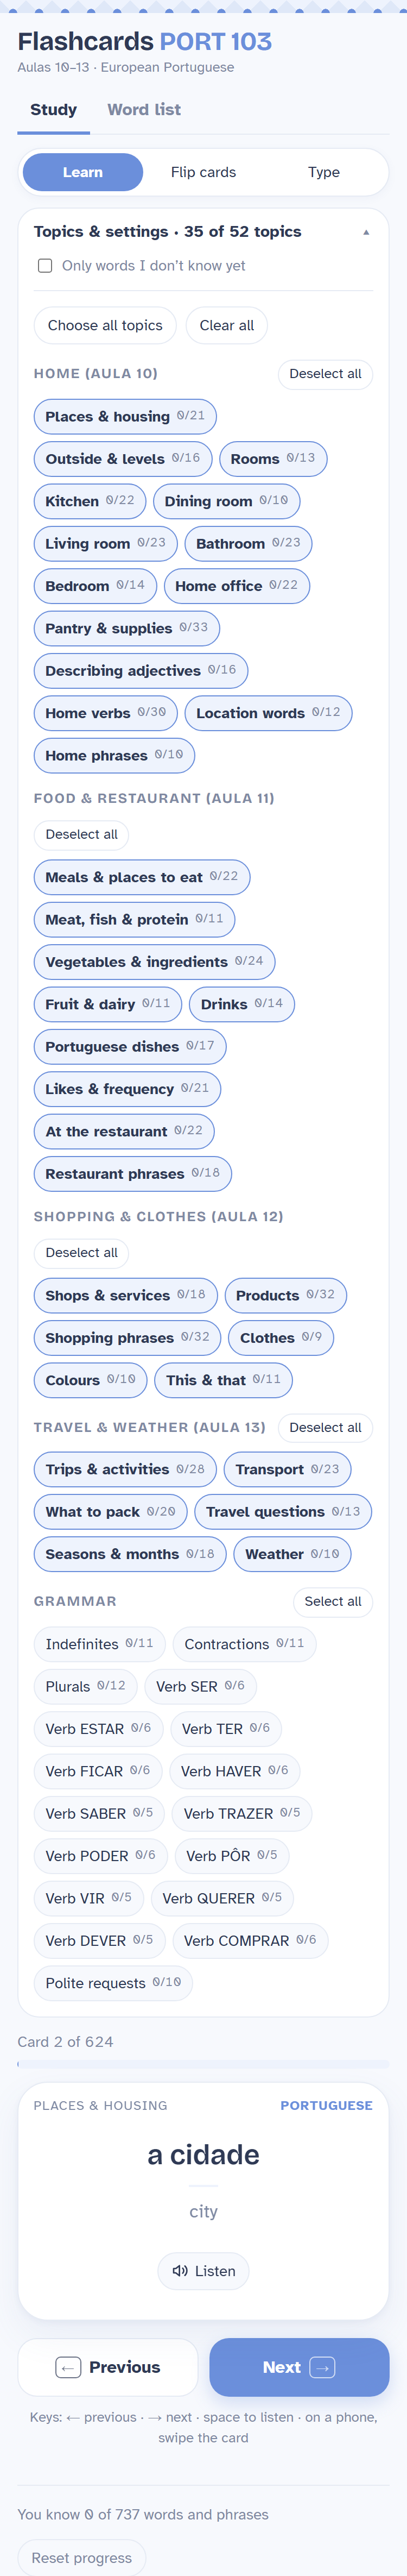 Flashcards PORT 103
Aulas 10–13 · European Portuguese
Study Word list
Learn Flip cards Type
Topics & settings · 35 of 52 topics ▲
Only words I don't know yet
Choose all topics Clear all
HOME (AULA 10) Deselect all
Places & housing 0/21
Outside & levels 0/16 Rooms 0/13
Kitchen 0/22 Dining room 0/10
Living room 0/23 Bathroom 0/23
Bedroom 0/14 Home office 0/22
Pantry & supplies 0/33
Describing adjectives 0/16
Home verbs 0/30 Location words 0/12
Home phrases 0/10
FOOD & RESTAURANT (AULA 11)
Deselect all
Meals & places to eat 0/22
Meat, fish & protein 0/11
Vegetables & ingredients 0/24
Fruit & dairy 0/11 Drinks 0/14
Portuguese dishes 0/17
Likes & frequency 0/21
At the restaurant 0/22
Restaurant phrases 0/18
SHOPPING & CLOTHES (AULA 12)
Deselect all
Shops & services 0/18 Products 0/32
Shopping phrases 0/32 Clothes 0/9
Colours 0/10 This & that 0/11
TRAVEL & WEATHER (AULA 13) Deselect all
Trips & activities 0/28 Transport 0/23
What to pack 0/20 Travel questions 0/13
Seasons & months 0/18 Weather 0/10
GRAMMAR Select all
Indefinites 0/11 Contractions 0/11
Plurals 0/12 Verb SER 0/6
Verb ESTAR 0/6 Verb TER 0/6
Verb FICAR 0/6 Verb HAVER 0/6
Verb SABER 0/5 Verb TRAZER 0/5
Verb PODER 0/6 Verb PÔR 0/5
Verb VIR 0/5 Verb QUERER 0/5
Verb DEVER 0/5 Verb COMPRAR 0/6
Polite requests 0/10
Card 2 of 624
PLACES & HOUSING PORTUGUESE
a cidade
city
Listen
← Previous Next →
Keys: ← previous · → next · space to listen · on a phone,
swipe the card
You know 0 of 737 words and phrases
Reset progress